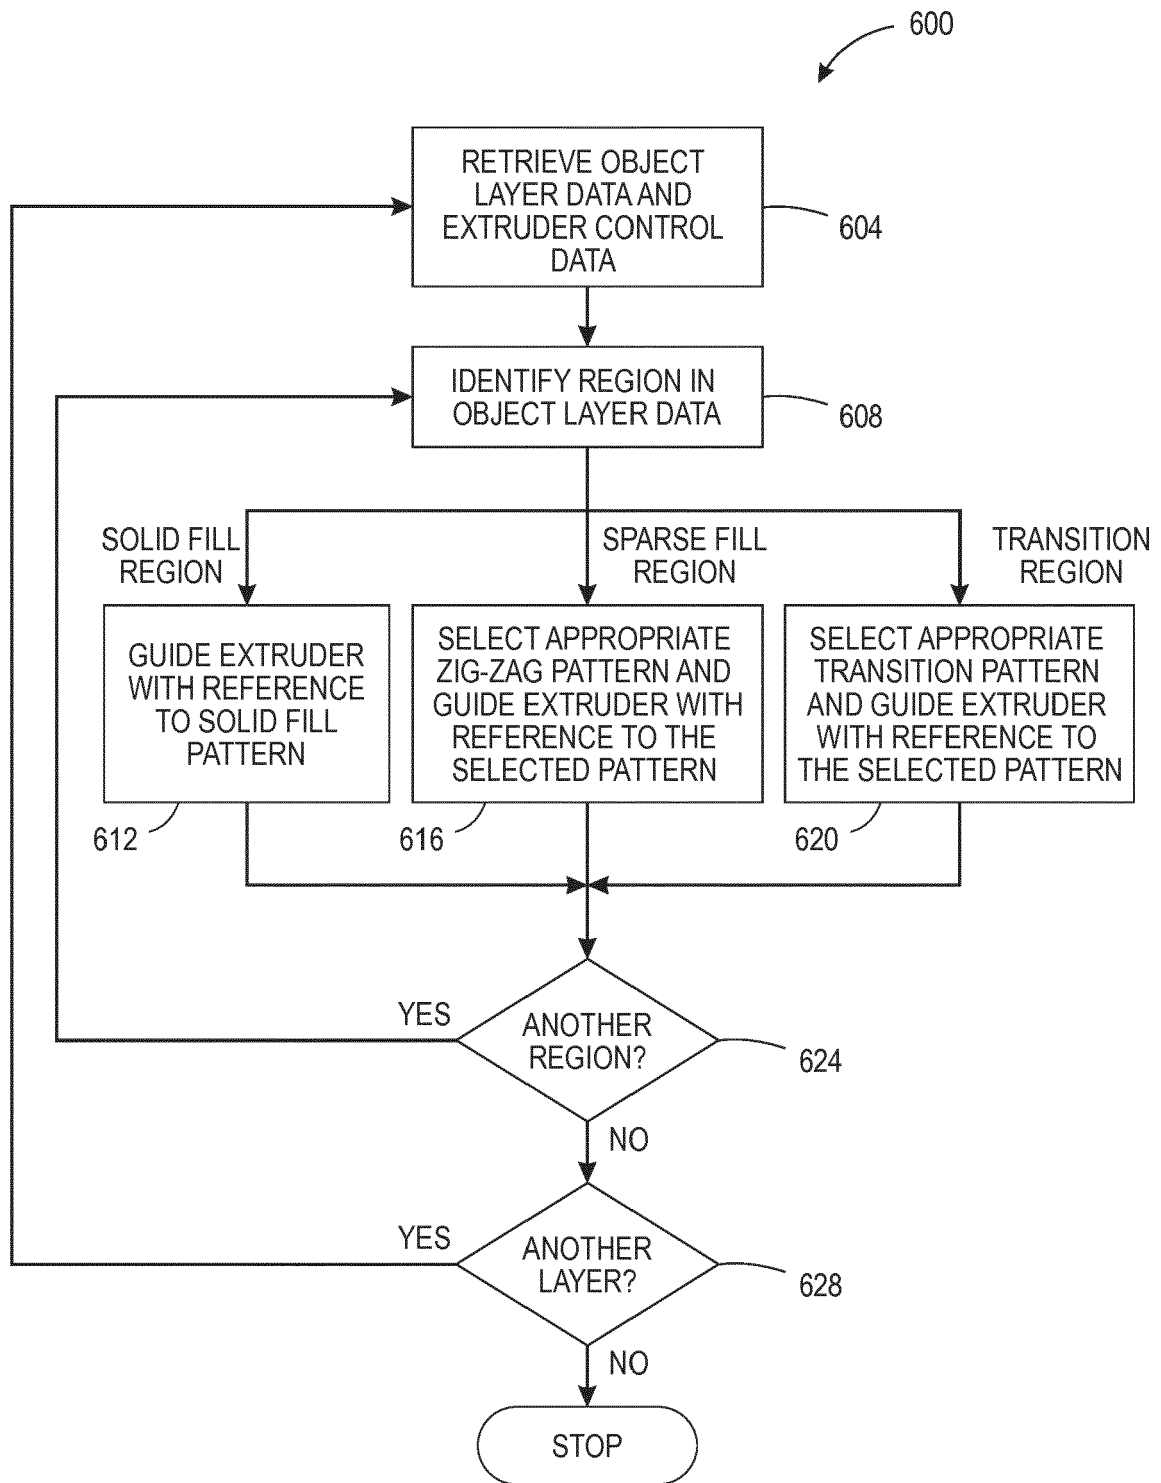 600
RETRIEVE OBJECT
LAYER DATA AND
EXTRUDER CONTROL
DATA
604
IDENTIFY REGION IN
OBJECT LAYER DATA
608
SOLID FILL
REGION
SPARSE FILL
REGION
TRANSITION
REGION
GUIDE EXTRUDER
WITH REFERENCE
TO SOLID FILL
PATTERN
612
SELECT APPROPRIATE
ZIG-ZAG PATTERN AND
GUIDE EXTRUDER WITH
REFERENCE TO THE
SELECTED PATTERN
616
SELECT APPROPRIATE
TRANSITION PATTERN
AND GUIDE EXTRUDER
WITH REFERENCE TO
THE SELECTED PATTERN
620
YES
ANOTHER
REGION?
624
NO
YES
ANOTHER
LAYER?
628
NO
STOP